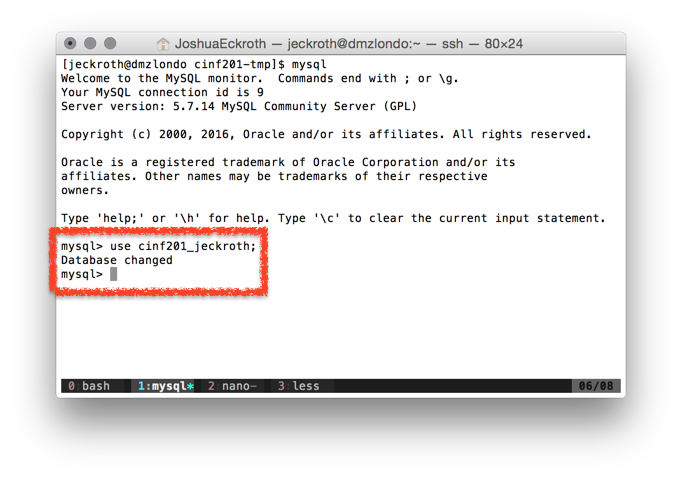 JoshuaEckroth — jeckroth@dmzlondo:~ — ssh — 80×24
[jeckroth@dmzlondo cinf201-tmp]$ mysql
Welcome to the MySQL monitor.  Commands end with ; or \g.
Your MySQL connection id is 9
Server version: 5.7.14 MySQL Community Server (GPL)
Copyright (c) 2000, 2016, Oracle and/or its affiliates. All rights reserved.
Oracle is a registered trademark of Oracle Corporation and/or its
affiliates. Other names may be trademarks of their respective
owners.
Type 'help;' or '\h' for help. Type '\c' to clear the current input statement.
mysql> use cinf201_jeckroth;
Database changed
mysql>
0:bash 1:mysql* 2:nano- 3:less 06/08